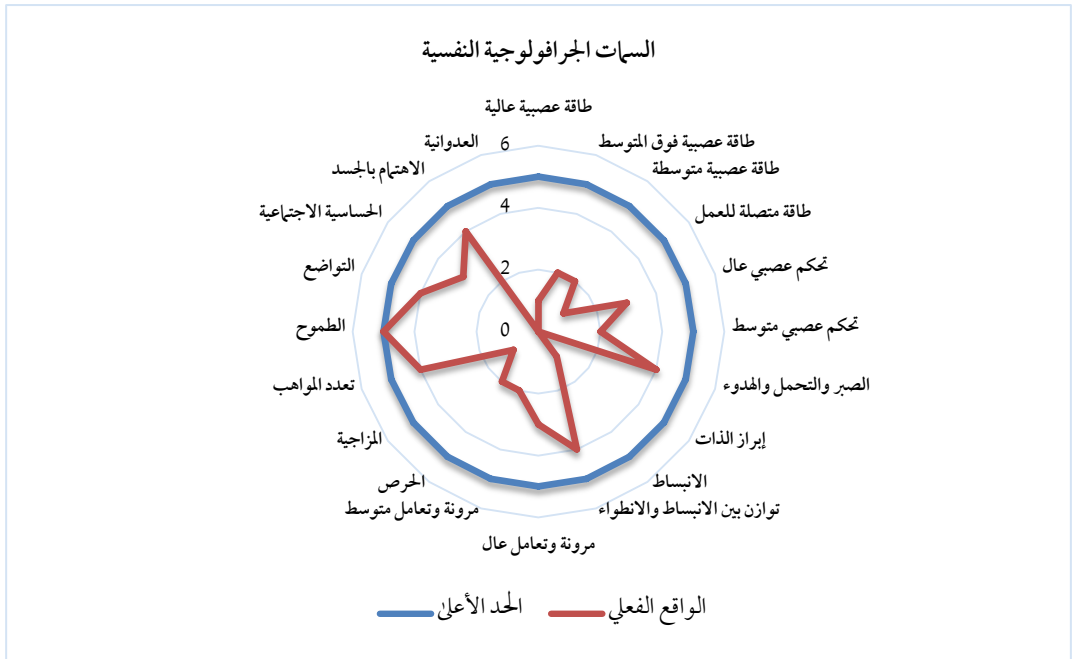 السمات الجرافولوجية النفسية
طاقة عصبية عالية
طاقة عصبية فوق المتوسط
طاقة عصبية متوسطة
طاقة متصلة للعمل
تحكم عصبي عال
تحكم عصبي متوسط
الصبر والتحمل والهدوء
إبراز الذات
الانبساط
توازن بين الانبساط والانطواء
مرونة وتعامل عال
مرونة وتعامل متوسط
الحرص
المزاجية
تعدد المواهب
الطموح
التواضع
الحساسية الاجتماعية
الاهتمام بالجسد
العدوانية
6
4
2
0
الواقع الفعلي
الحد الأعلىٰ